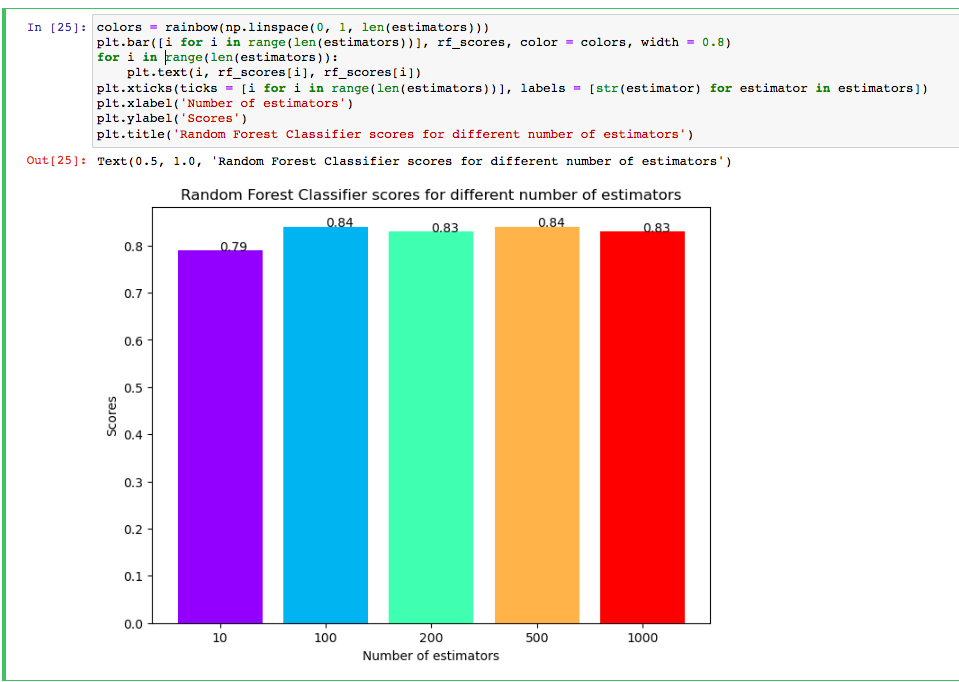 In [25]: colors = rainbow(np.linspace(0, 1, len(estimators)))
plt.bar([i for i in range(len(estimators))], rf_scores, color = colors, width = 0.8)
for i in range(len(estimators)):
    plt.text(i, rf_scores[i], rf_scores[i])
plt.xticks(ticks = [i for i in range(len(estimators))], labels = [str(estimator) for estimator in estimators])
plt.xlabel('Number of estimators')
plt.ylabel('Scores')
plt.title('Random Forest Classifier scores for different number of estimators')
Out[25]: Text(0.5, 1.0, 'Random Forest Classifier scores for different number of estimators')
Random Forest Classifier scores for different number of estimators
0.79 0.84 0.83 0.84 0.83
0.8
0.7
0.6
0.5
0.4
0.3
0.2
0.1
0.0
Scores
10 100 200 500 1000
Number of estimators